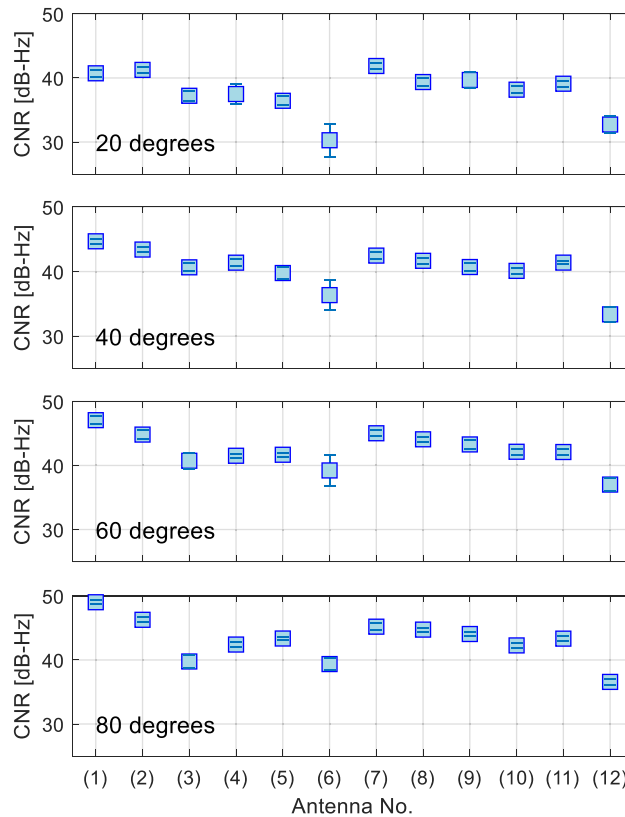 50
40
30
CNR [dB-Hz]
20 degrees
50
40
30
CNR [dB-Hz]
40 degrees
50
40
30
CNR [dB-Hz]
60 degrees
50
40
30
CNR [dB-Hz]
80 degrees
(1) (2) (3) (4) (5) (6) (7) (8) (9) (10) (11) (12)
Antenna No.